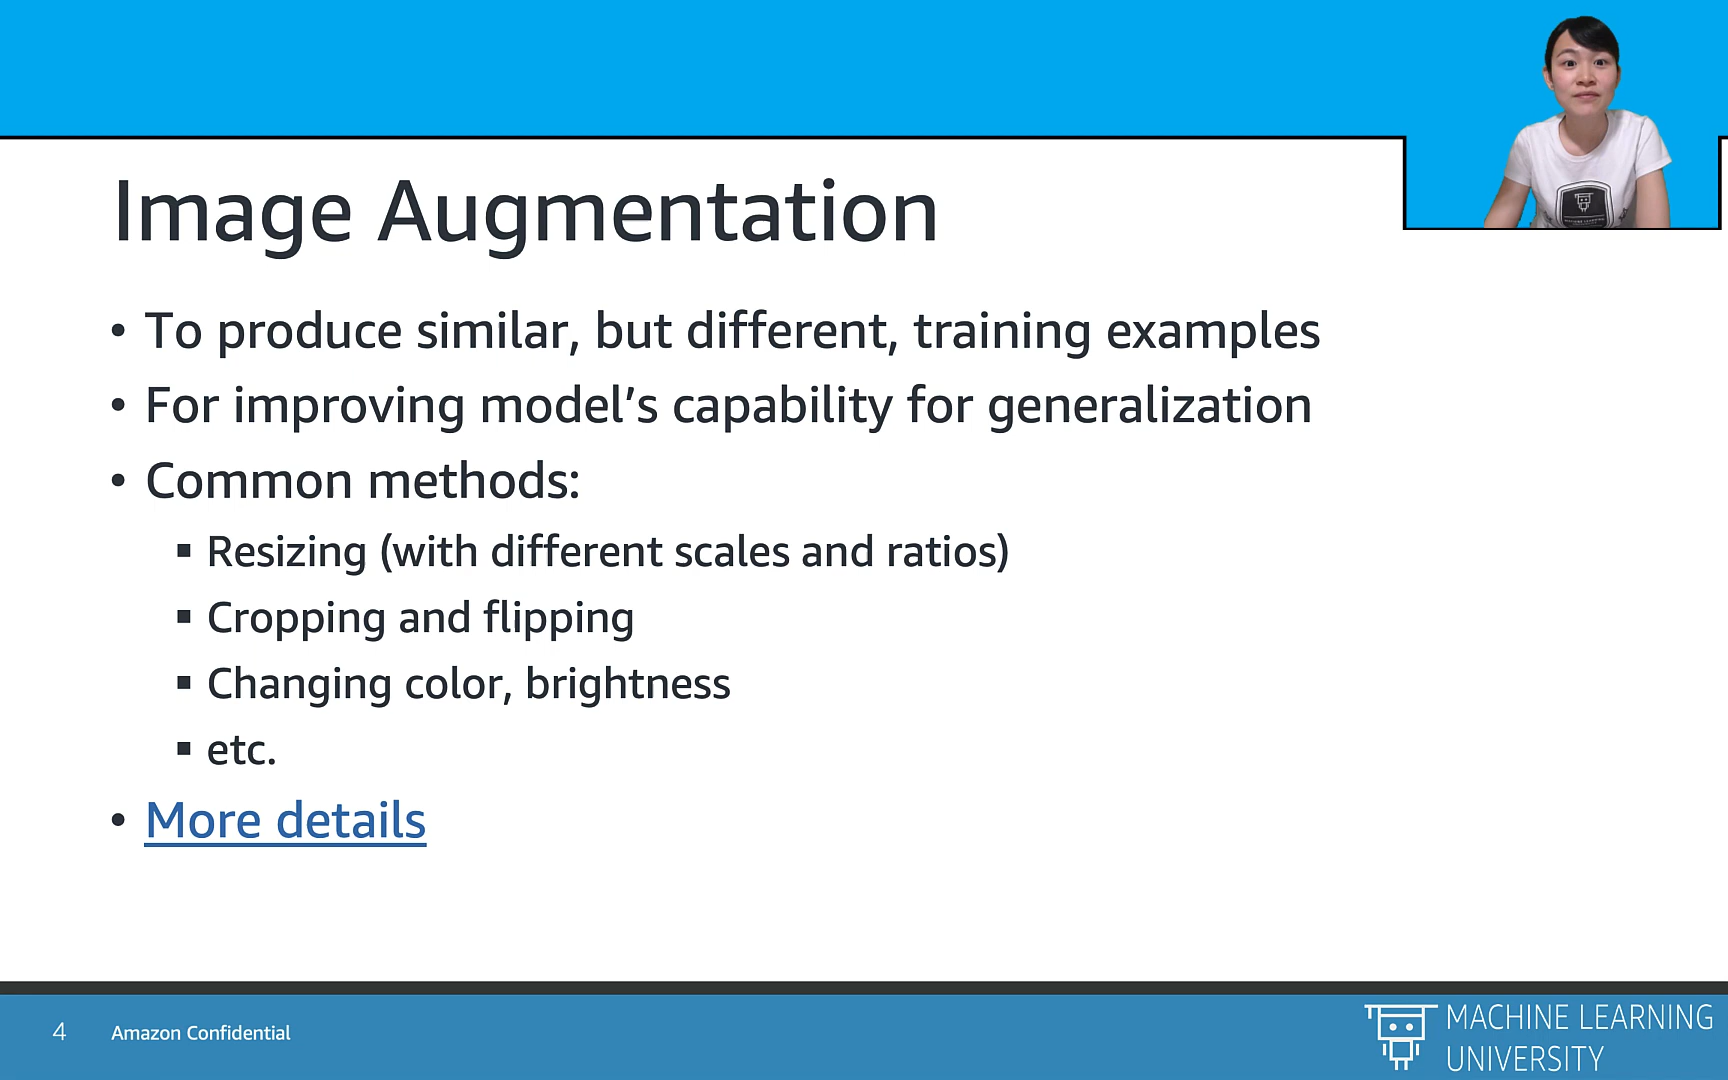 Image Augmentation
• To produce similar, but different, training examples
• For improving model’s capability for generalization
• Common methods:
▪ Resizing (with different scales and ratios)
▪ Cropping and flipping
▪ Changing color, brightness
▪ etc.
• More details
4 Amazon Confidential
MACHINE LEARNING
UNIVERSITY